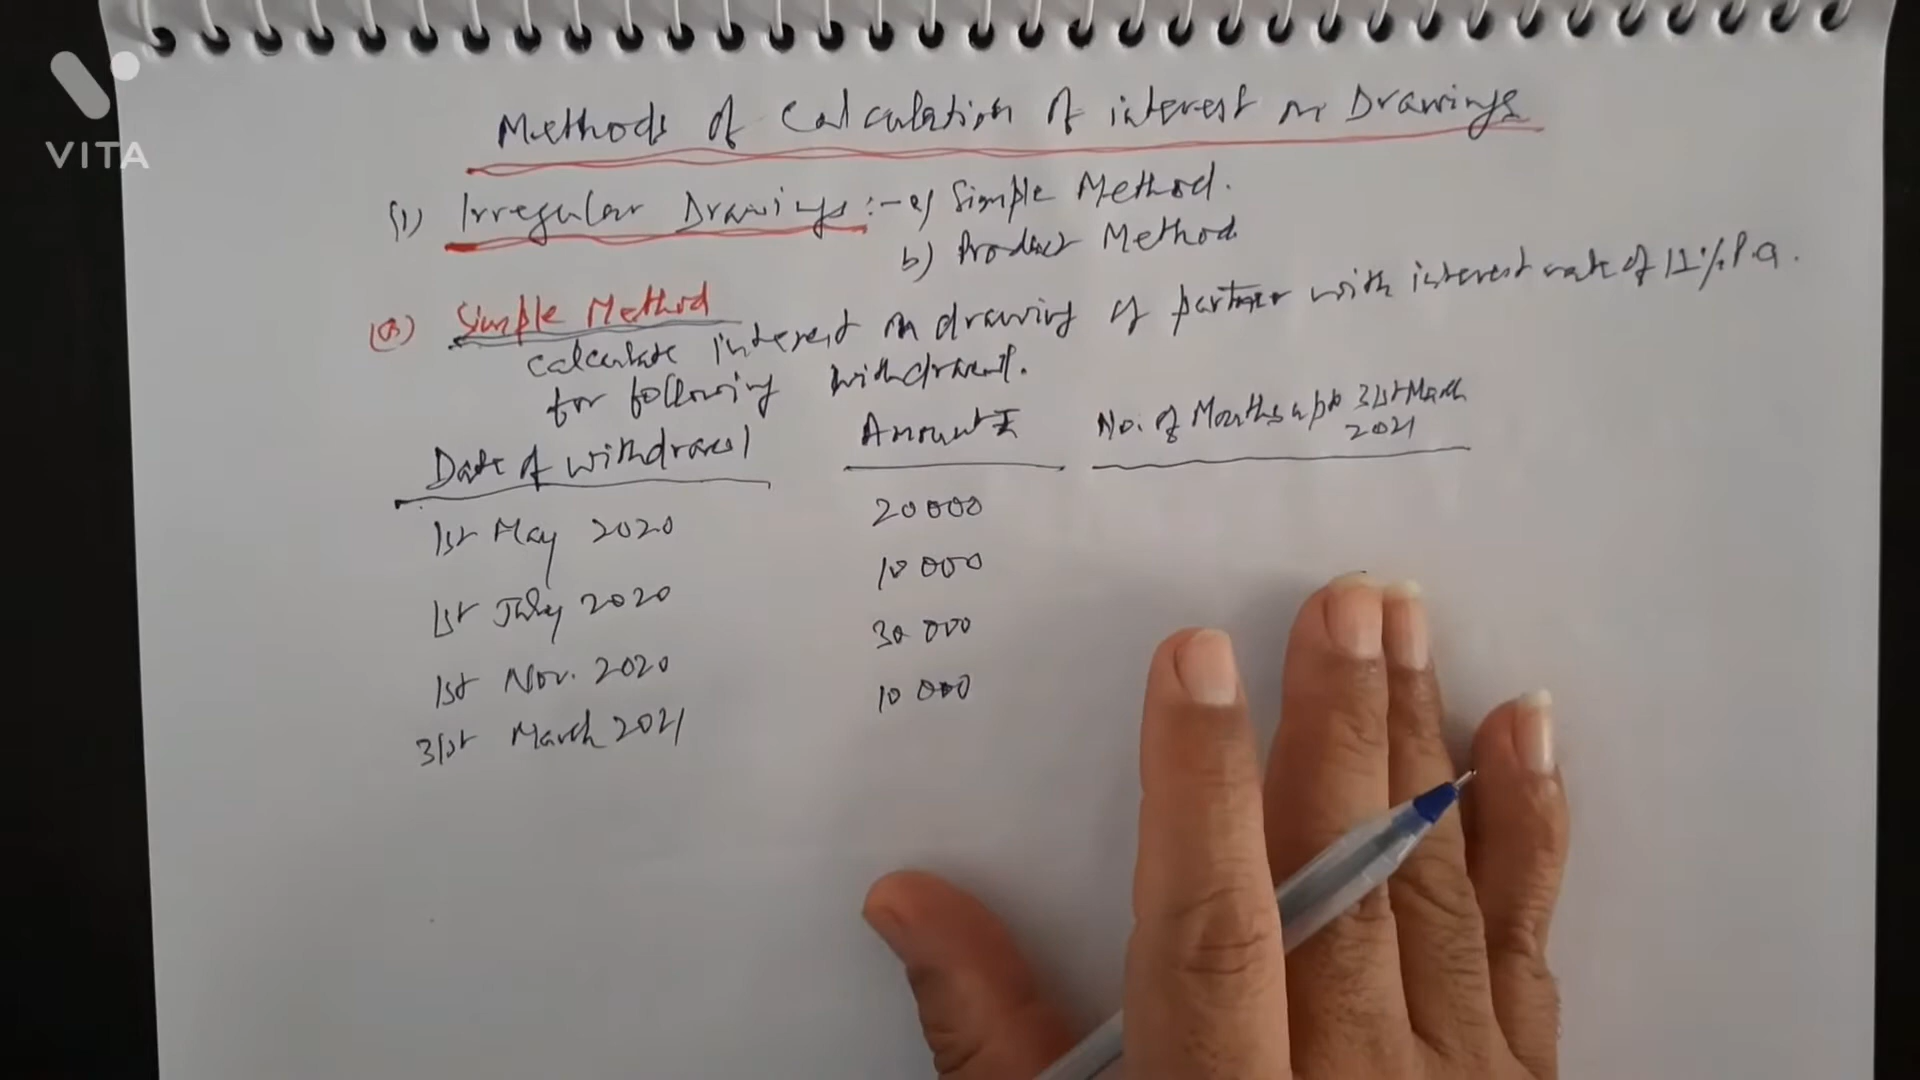 VITA
Methods of Calculation of interest on Drawings
(1) Irregular Drawings :- a) Simple Method.
b) Product Method
(a) Simple Method
calculate interest on drawing of partner with interest rate of 12% P.a.
for following withdrawal.
Date of withdrawal Amount ₹ No. of Months upto 31st March 2021
1st May 2020 20000
1st July 2020 10000
1st Nov. 2020 30000
31st March 2021 10000